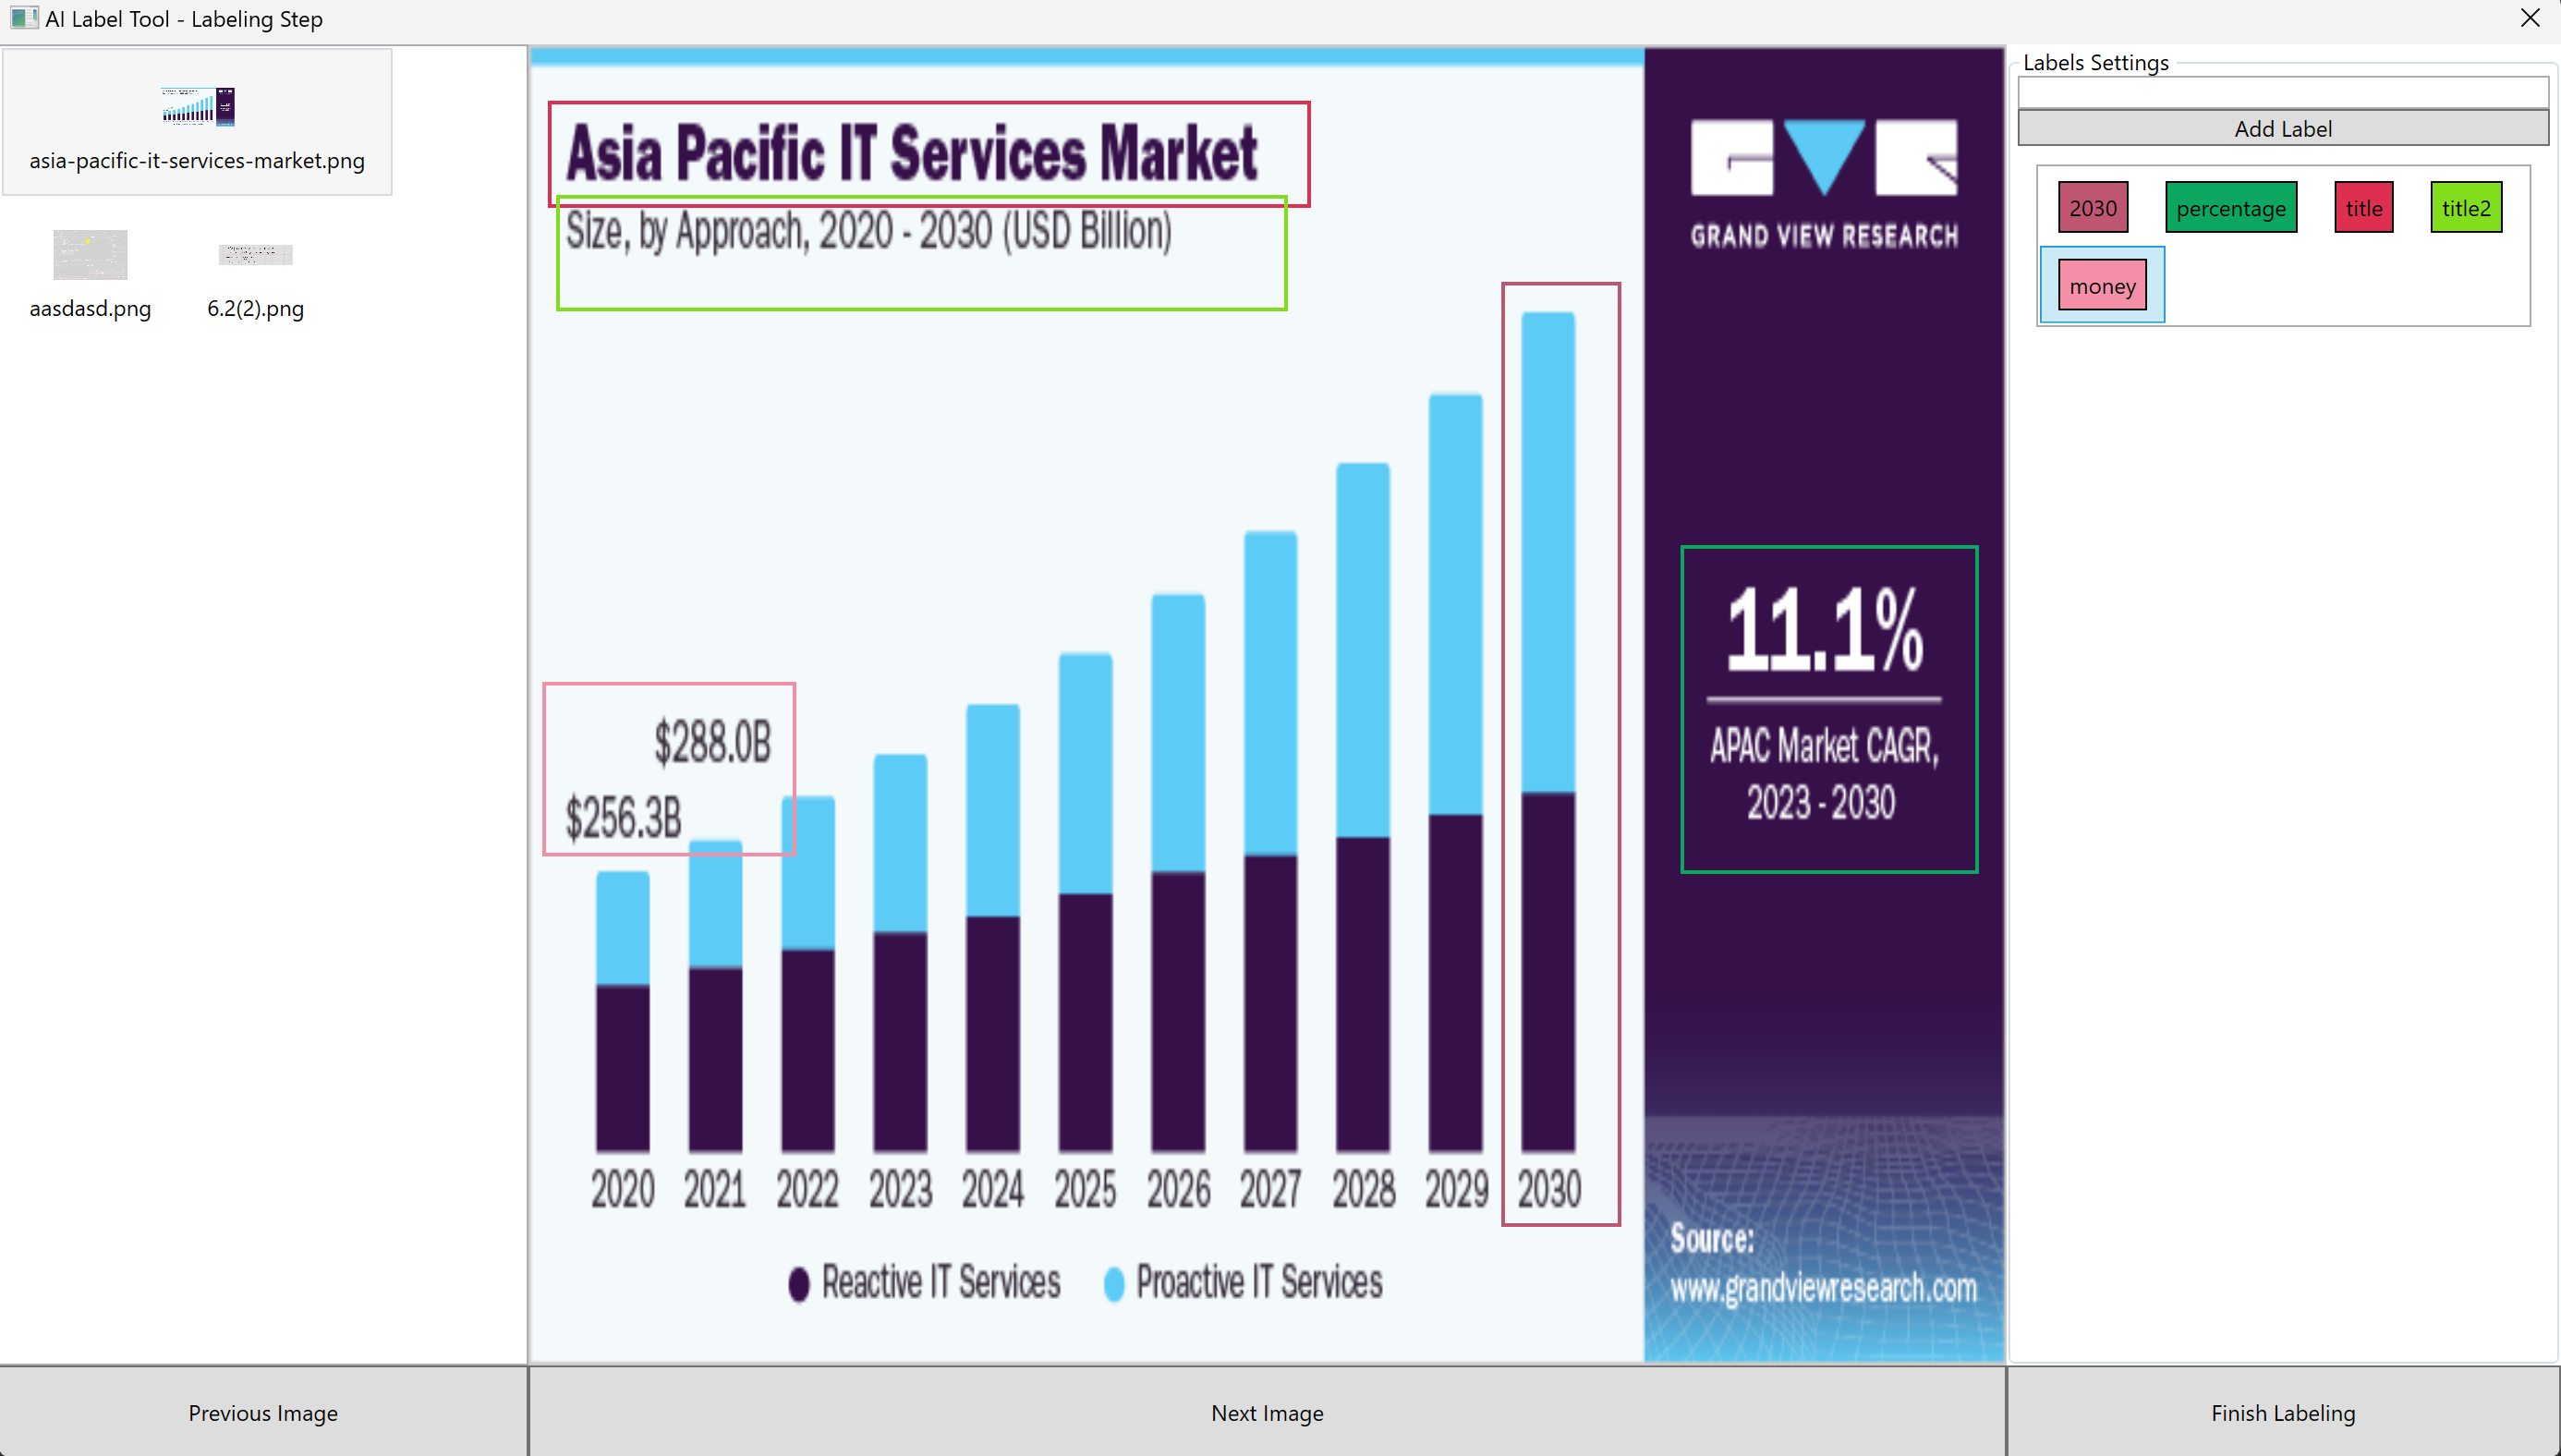 AI Label Tool - Labeling Step
asia-pacific-it-services-market.png
aasdasd.png
6.2(2).png
Asia Pacific IT Services Market
Size, by Approach, 2020 - 2030 (USD Billion)
$288.0B
$256.3B
2020 2021 2022 2023 2024 2025 2026 2027 2028 2029 2030
Reactive IT Services Proactive IT Services
GVR
GRAND VIEW RESEARCH
11.1%
APAC Market CAGR,
2023 - 2030
Source:
www.grandviewresearch.com
Labels Settings
Add Label
2030 percentage title title2
money
Previous Image
Next Image
Finish Labeling